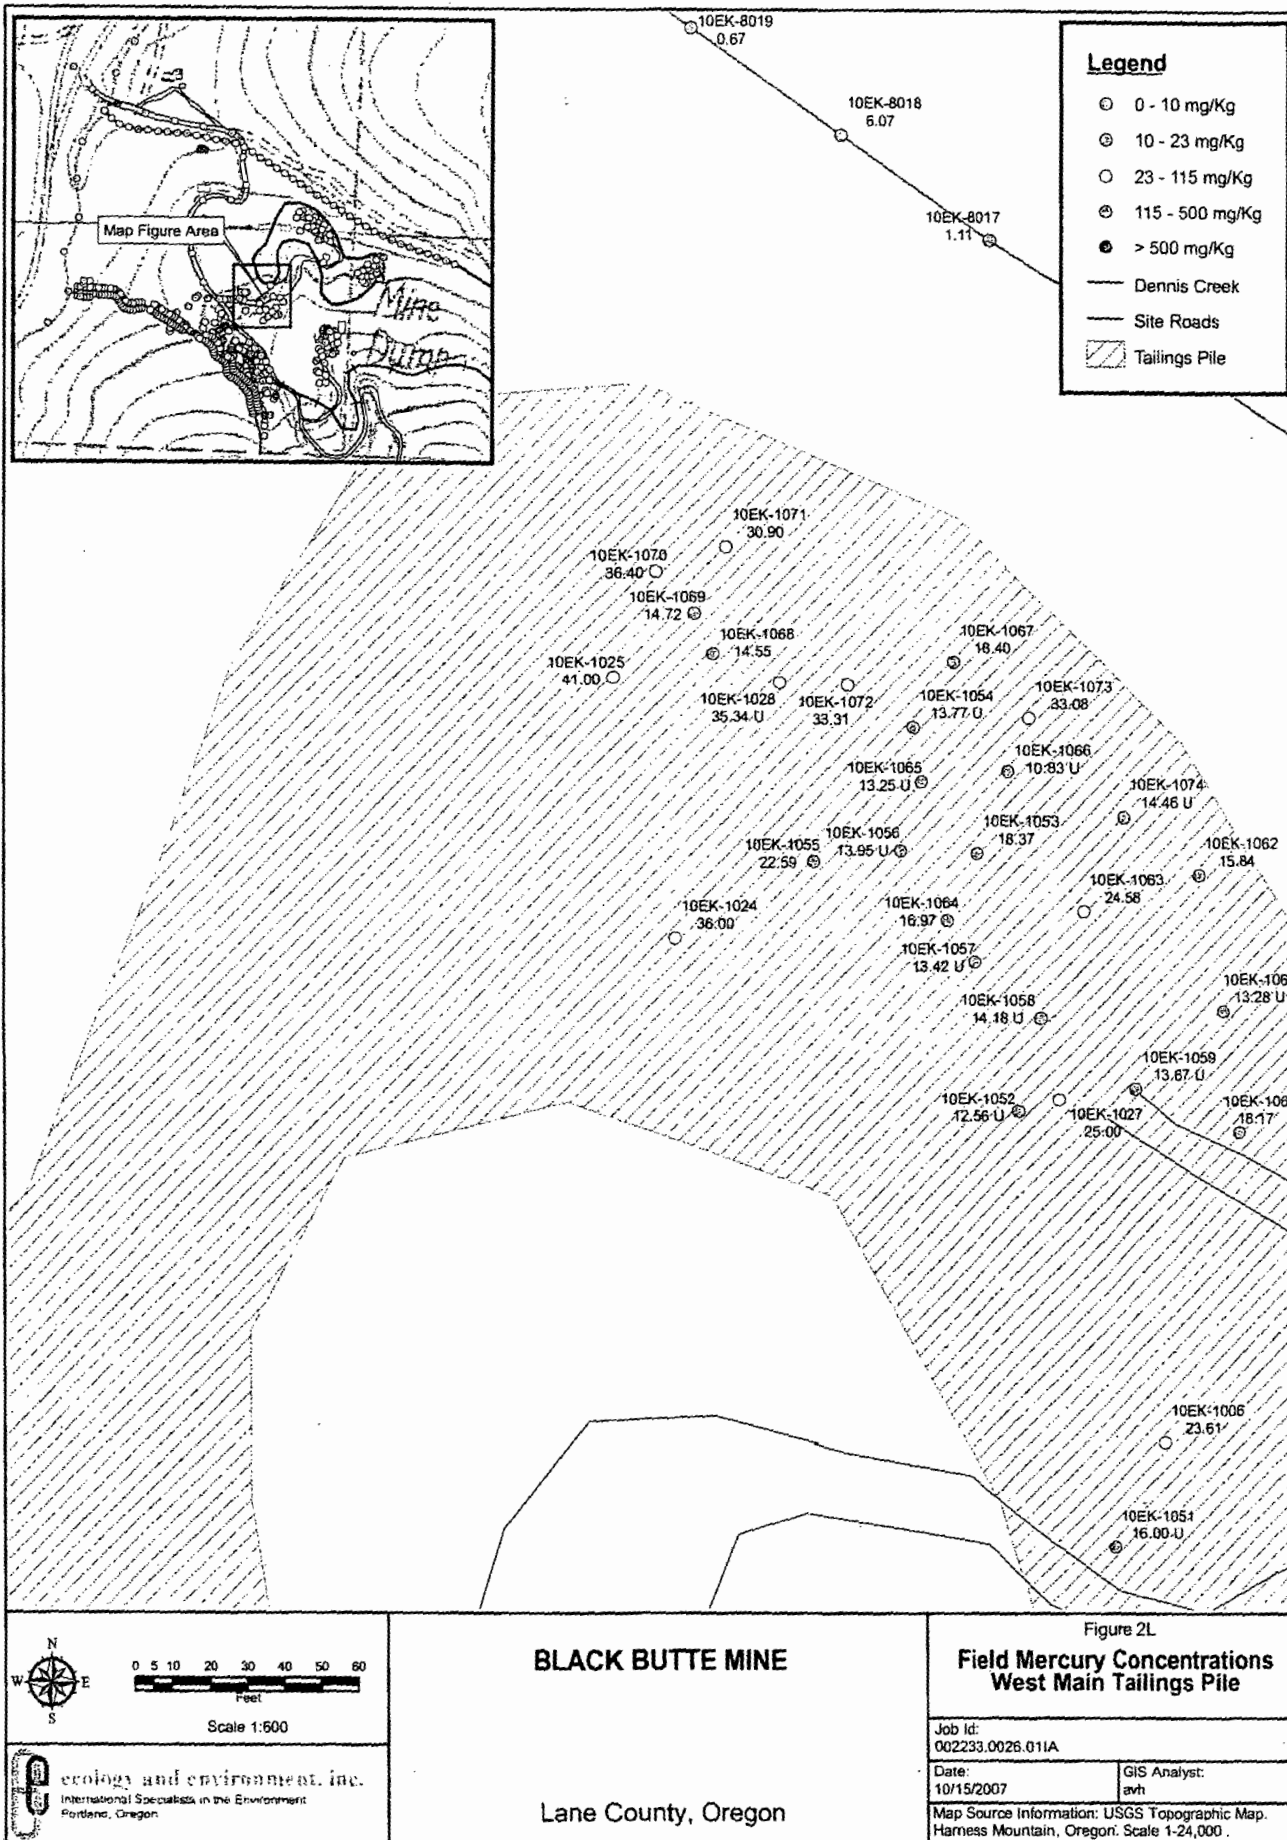 10EK-8019
0.67
10EK-8018
6.07
10EK-8017
1.11
Legend
0 - 10 mg/Kg
10 - 23 mg/Kg
23 - 115 mg/Kg
115 - 500 mg/Kg
> 500 mg/Kg
Dennis Creek
Site Roads
Tailings Pile
Map Figure Area
Mine
Dump
10EK-1071
30.90
10EK-1070
36.40
10EK-1069
14.72
10EK-1068
14.55
10EK-1067
16.40
10EK-1025
41.00
10EK-1028
35.34 U
10EK-1072
33.31
10EK-1054
13.77 U
10EK-1073
33.08
10EK-1065
13.25 U
10EK-1066
10.83 U
10EK-1074
14.46 U
10EK-1055
22.59
10EK-1056
13.95 U
10EK-1053
18.37
10EK-1062
15.84
10EK-1063
24.58
10EK-1024
36.00
10EK-1064
16.97
10EK-1057
13.42 U
10EK-1058
14.18 U
10EK-106
13.28 U
10EK-1059
13.67 U
10EK-1052
12.56 U
10EK-1027
25.00
10EK-106
18.17
10EK-1006
23.61
10EK-1051
16.00 U
N
W E
S
0 5 10 20 30 40 50 60
Feet
Scale 1:600
ecology and environment, inc.
International Specialists in the Environment
Portland, Oregon
BLACK BUTTE MINE
Lane County, Oregon
Figure 2L
Field Mercury Concentrations
West Main Tailings Pile
Job Id:
002233.0026.01IA
Date:
10/15/2007
GIS Analyst:
avh
Map Source Information: USGS Topographic Map.
Harness Mountain, Oregon. Scale 1-24,000 .